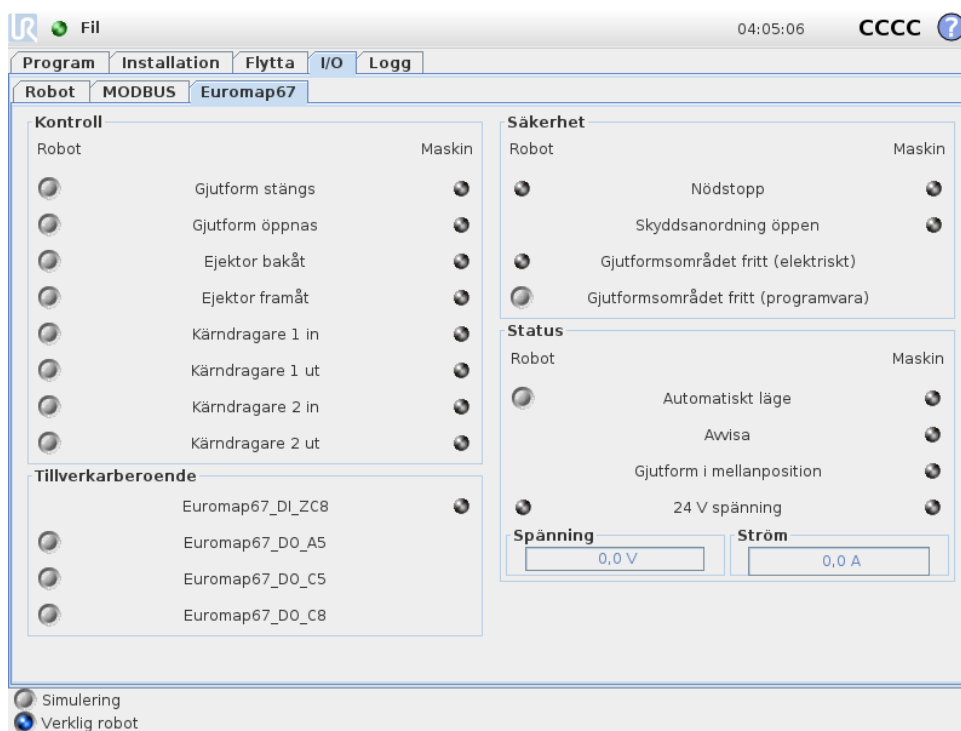 UR Fil 04:05:06 CCCC ?
Program Installation Flytta I/O Logg
Robot MODBUS Euromap67
Kontroll
Robot Maskin
Gjutform stängs
Gjutform öppnas
Ejektor bakåt
Ejektor framåt
Kärndragare 1 in
Kärndragare 1 ut
Kärndragare 2 in
Kärndragare 2 ut
Tillverkarberoende
Euromap67_DI_ZC8
Euromap67_DO_A5
Euromap67_DO_C5
Euromap67_DO_C8
Säkerhet
Robot Maskin
Nödstopp
Skyddsanordning öppen
Gjutformsområdet fritt (elektriskt)
Gjutformsområdet fritt (programvara)
Status
Robot Maskin
Automatiskt läge
Avvisa
Gjutform i mellanposition
24 V spänning
Spänning
0,0 V
Ström
0,0 A
Simulering
Verklig robot